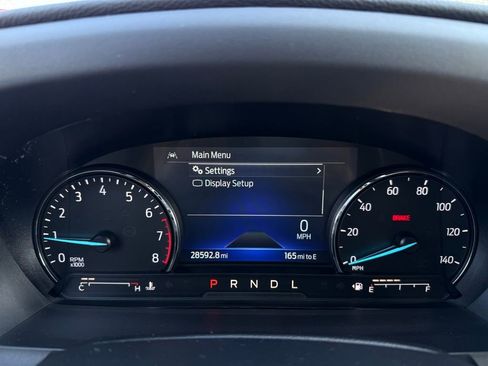 Main Menu
Settings >
Display Setup
0
MPH
28592.8 mi
165 mi to E
0 1 2 3 4 5 6 7 8
RPM
x1000
0 20 40 60 80 100 120 140
BRAKE
MPH
C H
P R N D L
E F